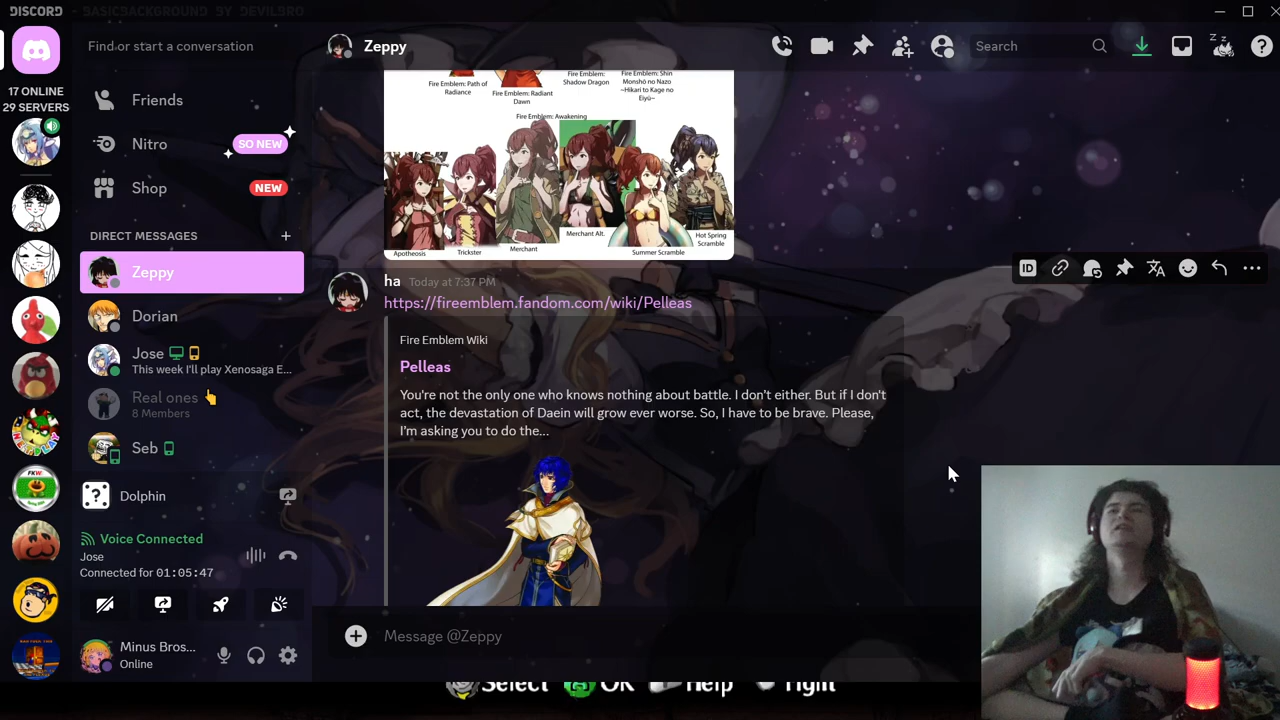 DISCORD - BASICBACKGROUND BY DEVILBRO
Find or start a conversation
Zeppy
Search
17 ONLINE
29 SERVERS
Friends
Nitro
SO NEW
Shop
NEW
DIRECT MESSAGES
Zeppy
Dorian
Jose
This week I'll play Xenosaga E...
Real ones
8 Members
Seb
Dolphin
Voice Connected
Jose
Connected for 01:05:47
Minus Bros...
Online
Fire Emblem: Path of
Radiance
Fire Emblem: Radiant
Dawn
Fire Emblem:
Shadow Dragon
Fire Emblem: Shin
Monshō no Nazo
~Hikari to Kage no
Eiyū~
Fire Emblem: Awakening
Apotheosis
Trickster
Merchant
Merchant Alt.
Summer Scramble
Hot Spring
Scramble
ha Today at 7:37 PM
https://fireemblem.fandom.com/wiki/Pelleas
ID
Fire Emblem Wiki
Pelleas
You're not the only one who knows nothing about battle. I don't either. But if I don't
act, the devastation of Daein will grow ever worse. So, I have to be brave. Please,
I'm asking you to do the...
Message @Zeppy
Select OK Help